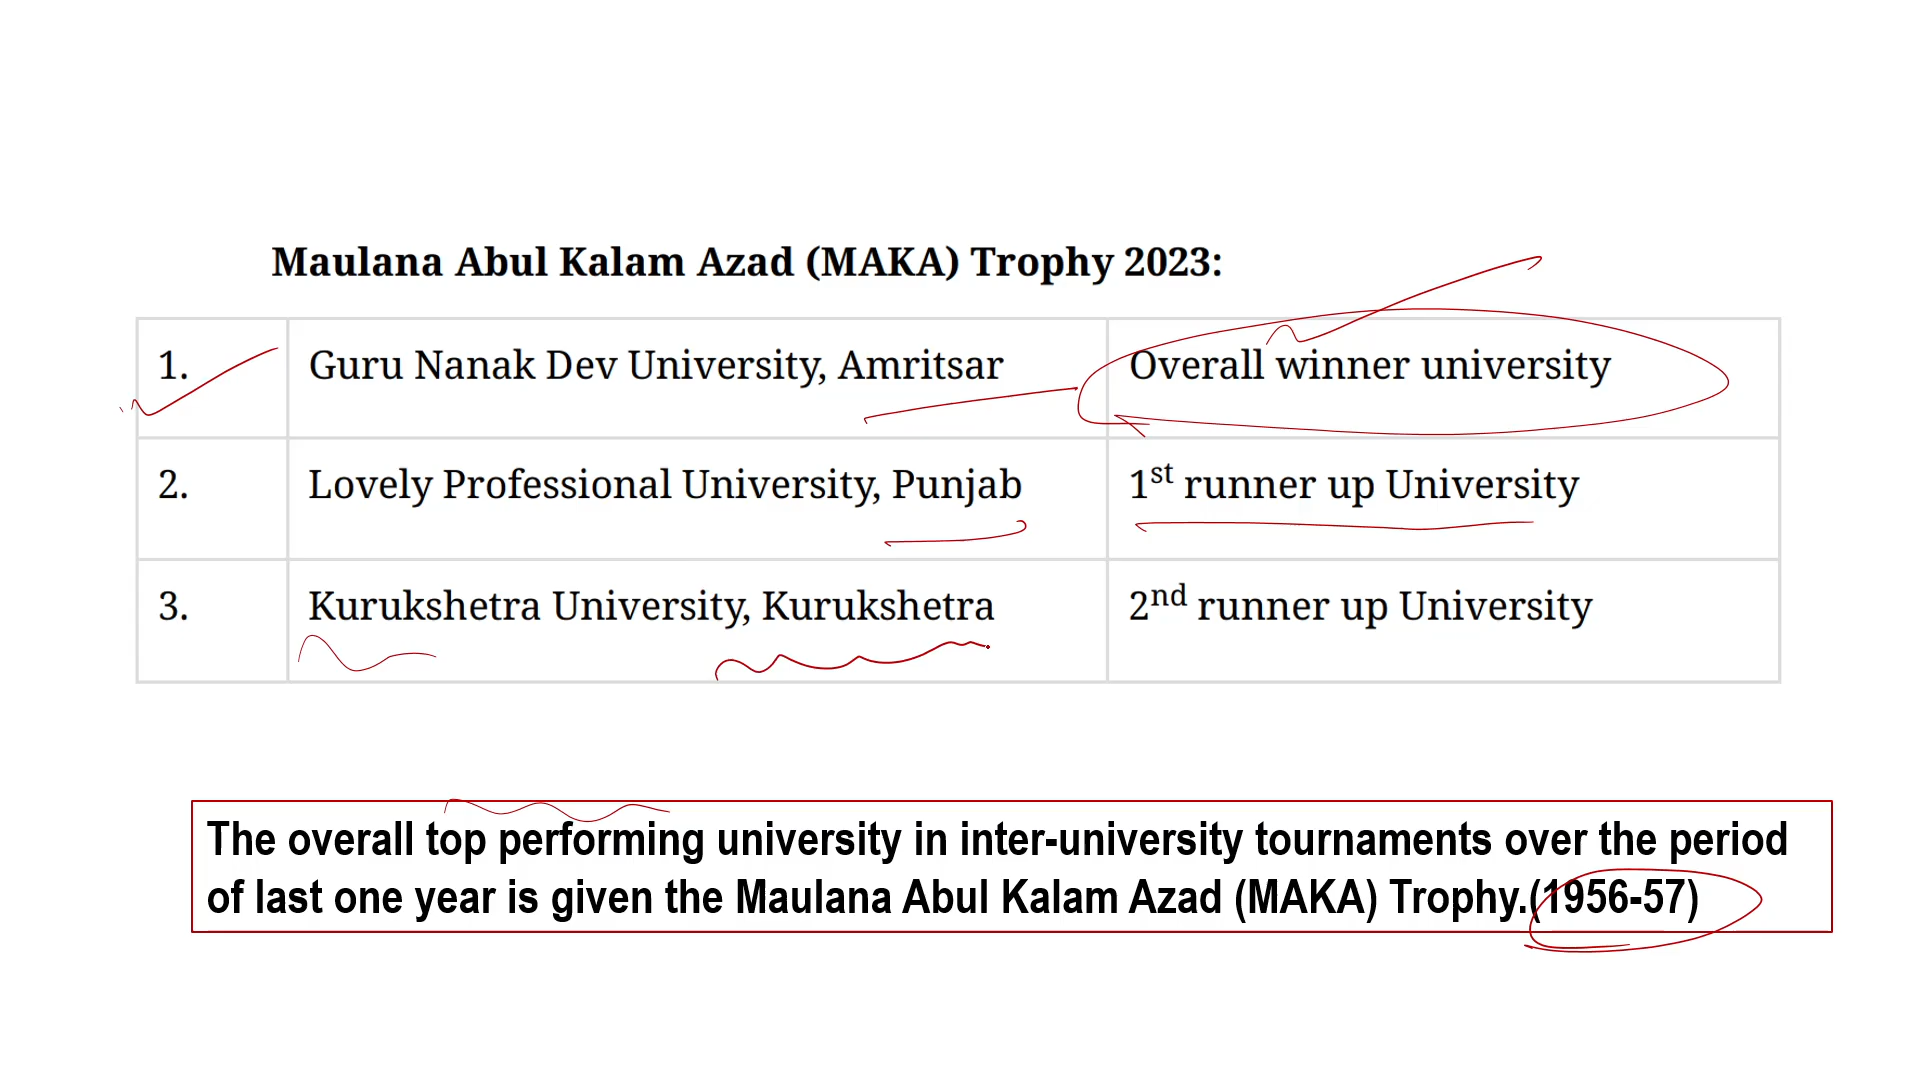 Maulana Abul Kalam Azad (MAKA) Trophy 2023:
1. Guru Nanak Dev University, Amritsar Overall winner university
2. Lovely Professional University, Punjab 1st runner up University
3. Kurukshetra University, Kurukshetra 2nd runner up University
The overall top performing university in inter-university tournaments over the period
of last one year is given the Maulana Abul Kalam Azad (MAKA) Trophy.(1956-57)